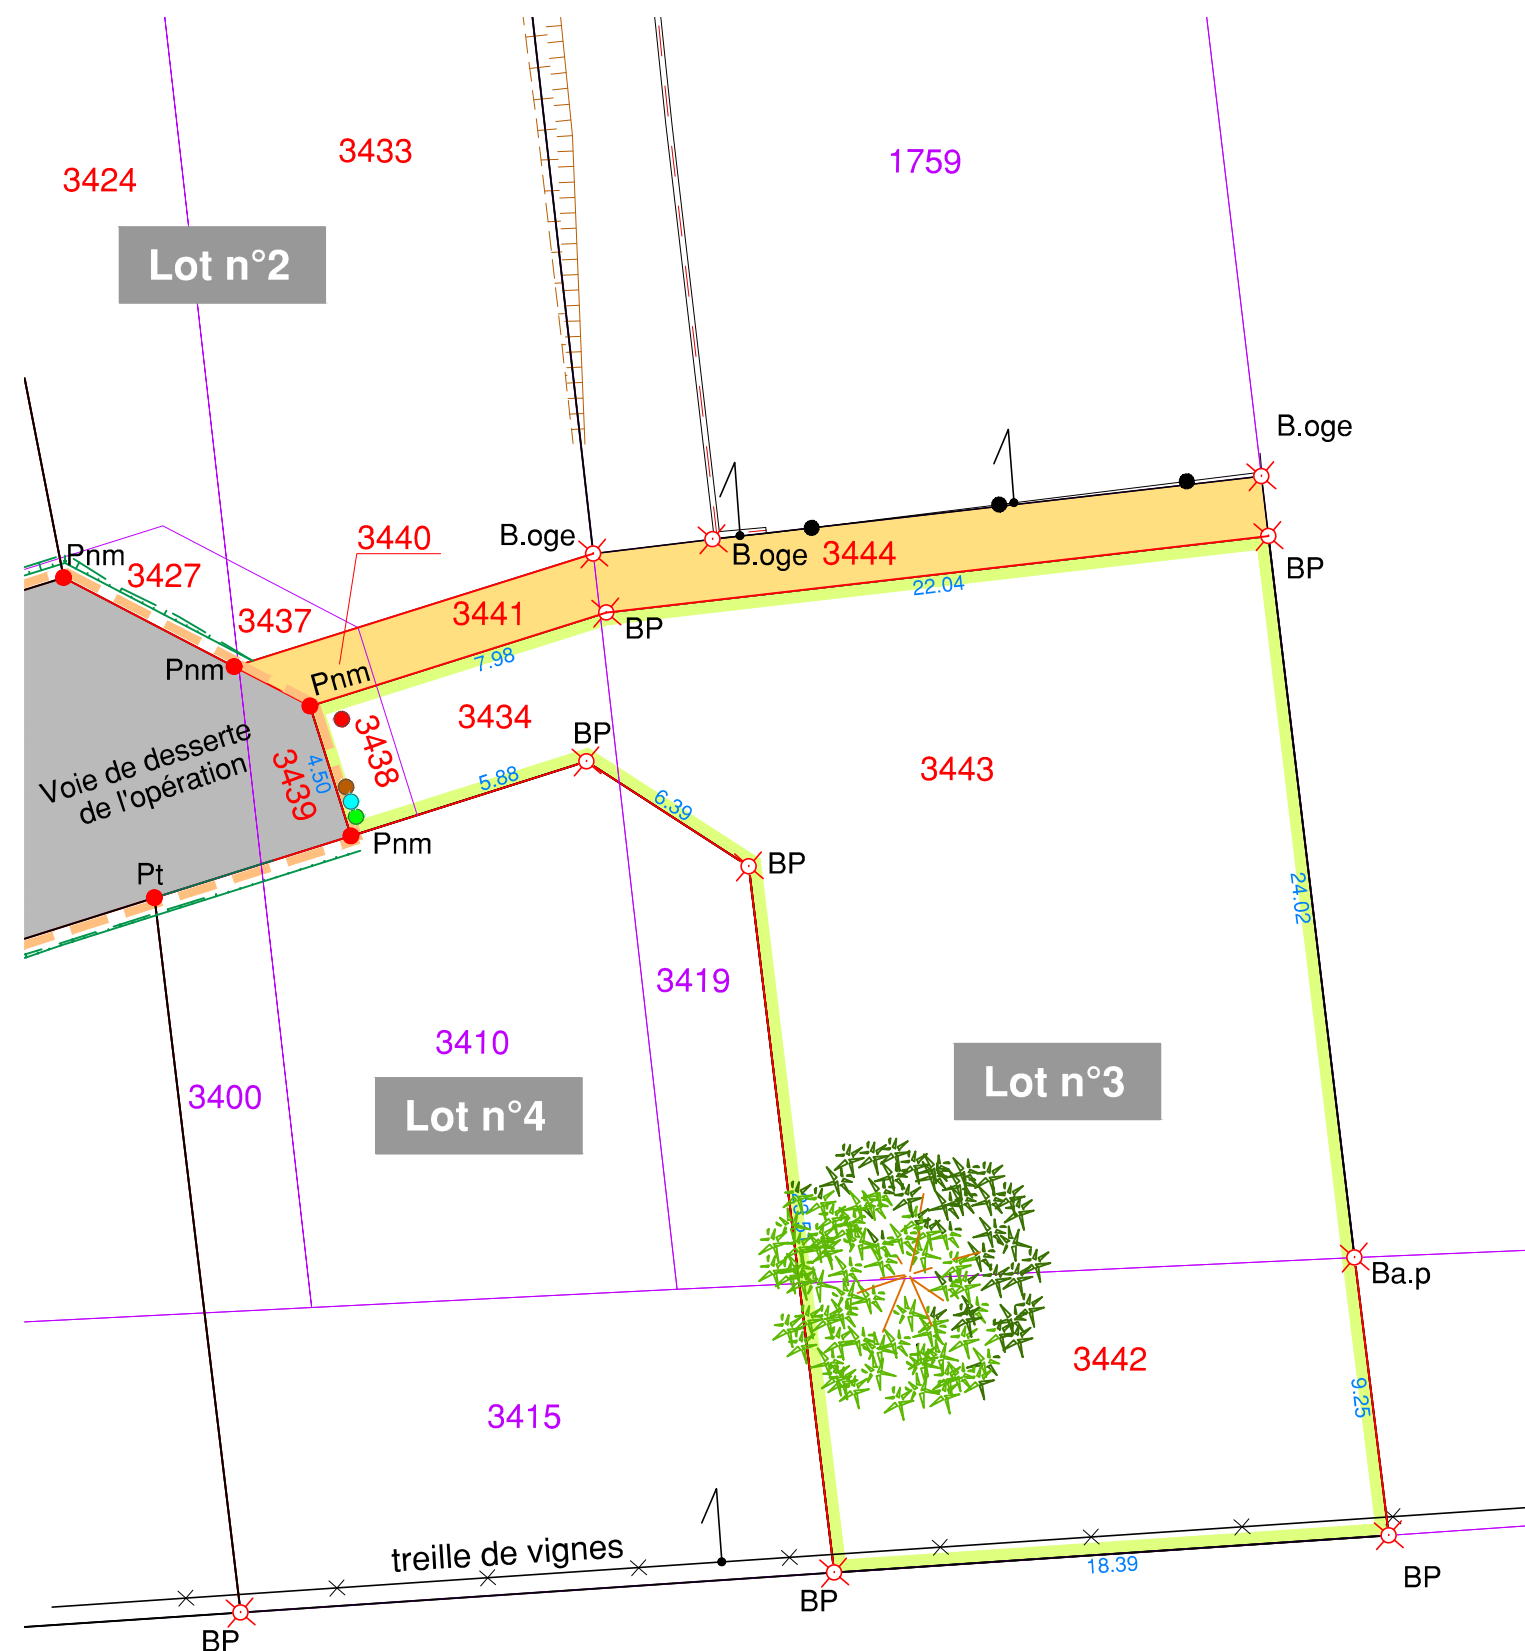 3433
1759
3424
Lot n°2
B.oge
B.oge
3440
B.oge
3444
Pnm
3427
BP
22.04
3437
3441
BP
7.98
Pnm
Pnm
3434
BP
3438
3443
Voie de desserte
de l'opération
3439
4.50
5.88
6.39
Pnm
BP
Pt
24.02
3419
3410
3400
Lot n°4
Lot n°3
Ba.p
3442
9.25
3415
treille de vignes
18.39
BP
BP
BP